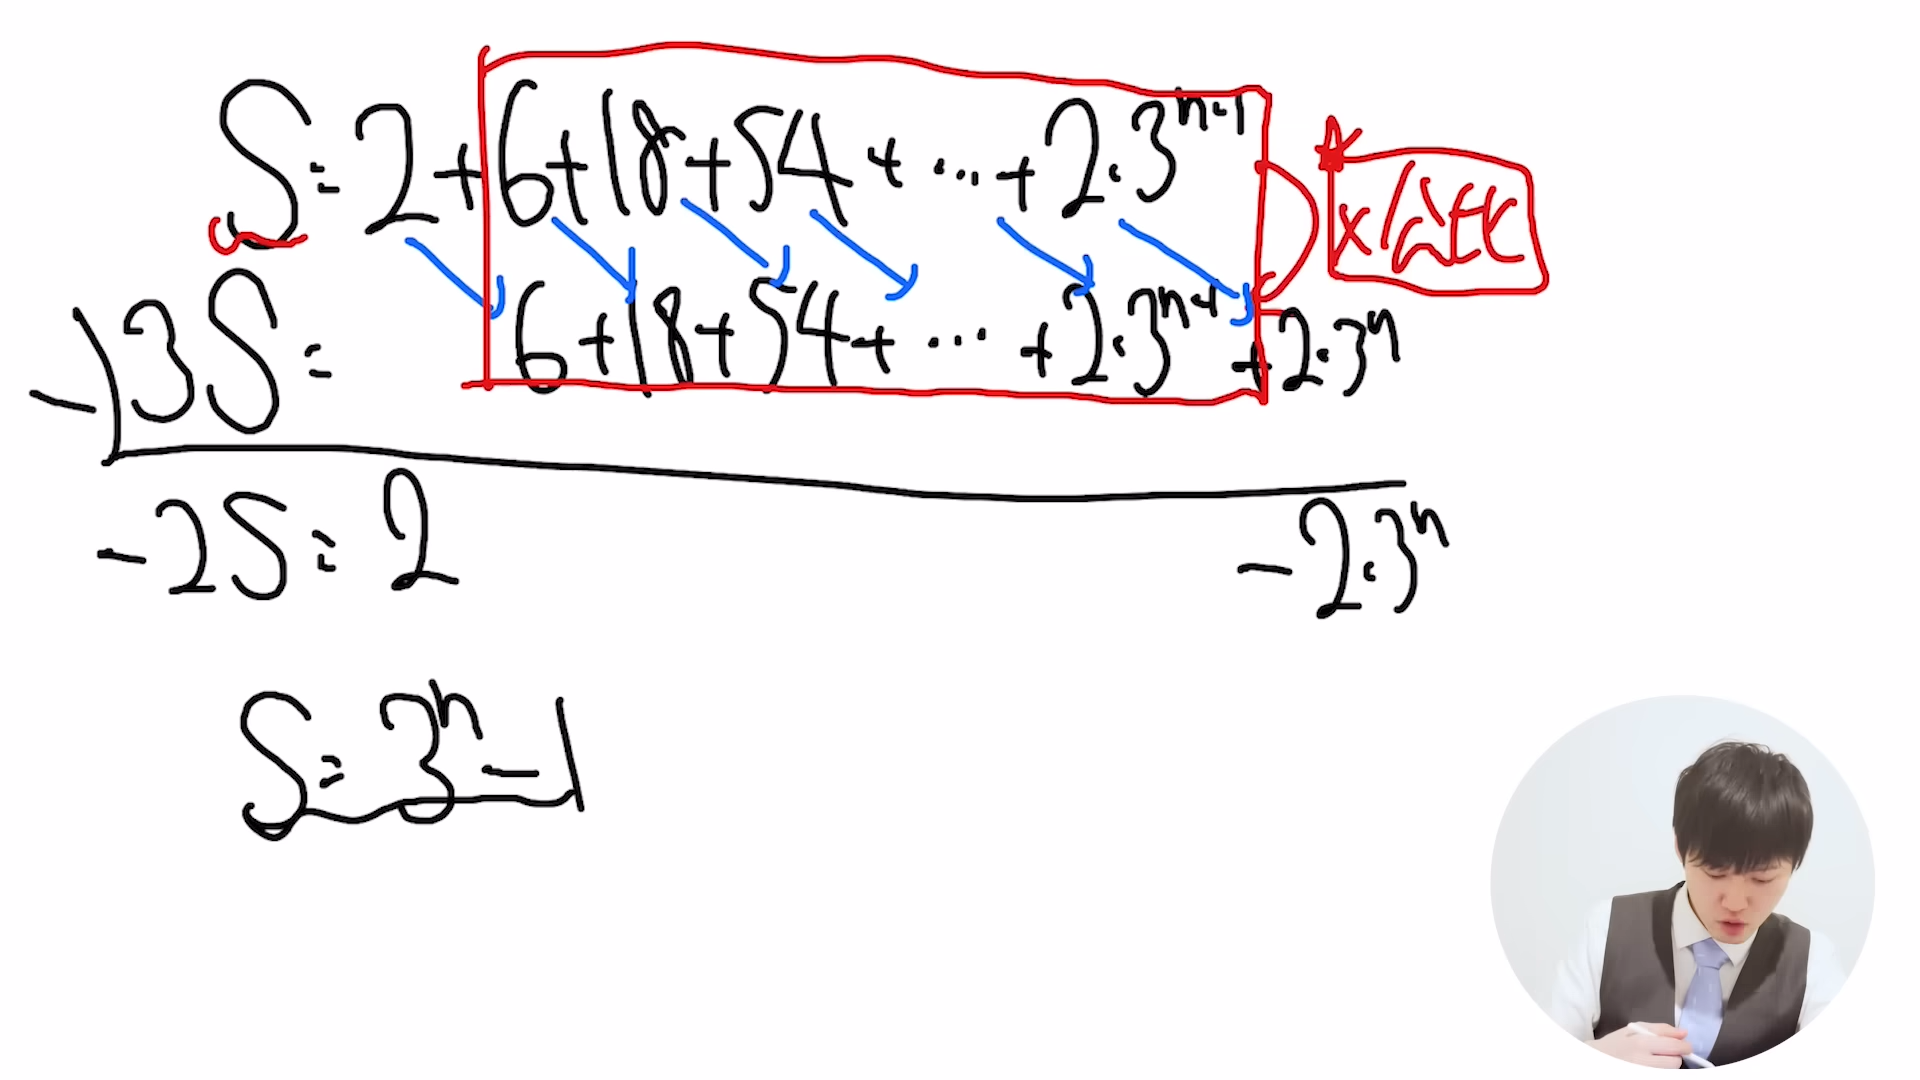 S=2+6+18+54+…+2·3^{n-1}
×公比
-)3S= 6+18+54+…+2·3^{n-1}+2·3^n
-2S=2 -2·3^n
S=3^n-1